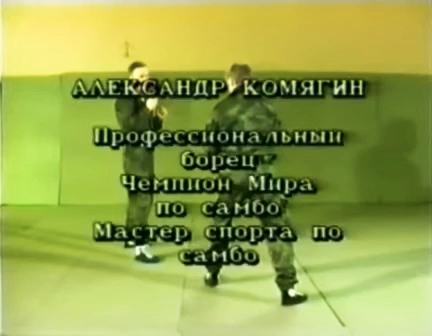 АЛЕКСАНДР КОМЯГИН
Профессиональный
борец
Чемпион Мира
по самбо
Мастер спорта по
самбо